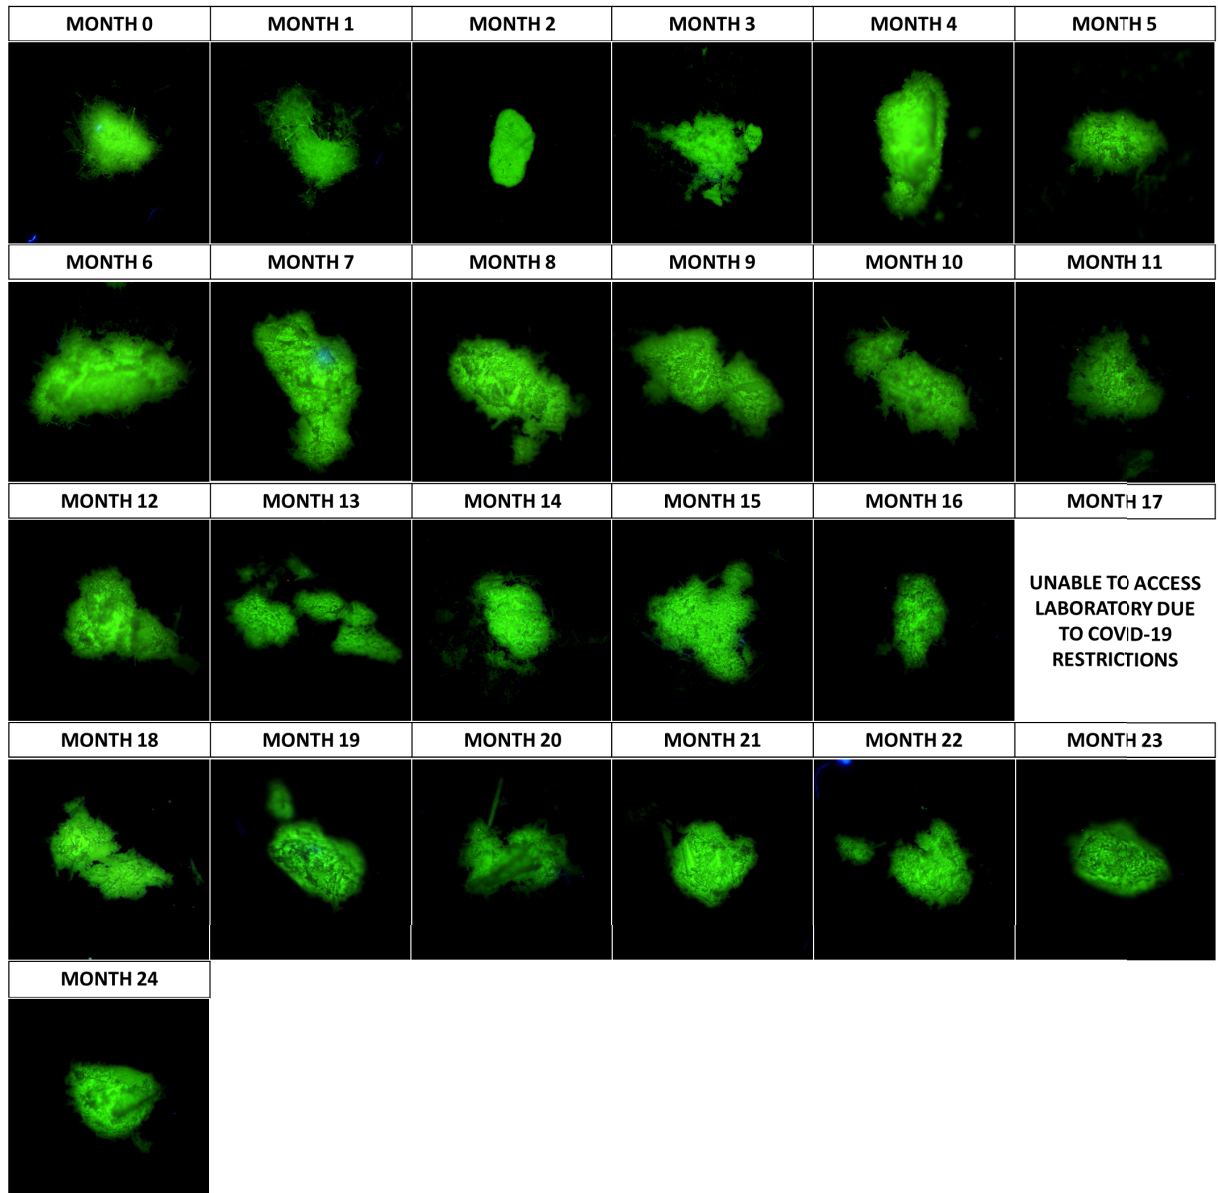 MONTH 0
MONTH 1
MONTH 2
MONTH 3
MONTH 4
MONTH 5
MONTH 6
MONTH 7
MONTH 8
MONTH 9
MONTH 10
MONTH 11
MONTH 12
MONTH 13
MONTH 14
MONTH 15
MONTH 16
MONTH 17
UNABLE TO ACCESS
LABORATORY DUE
TO COVID-19
RESTRICTIONS
MONTH 18
MONTH 19
MONTH 20
MONTH 21
MONTH 22
MONTH 23
MONTH 24